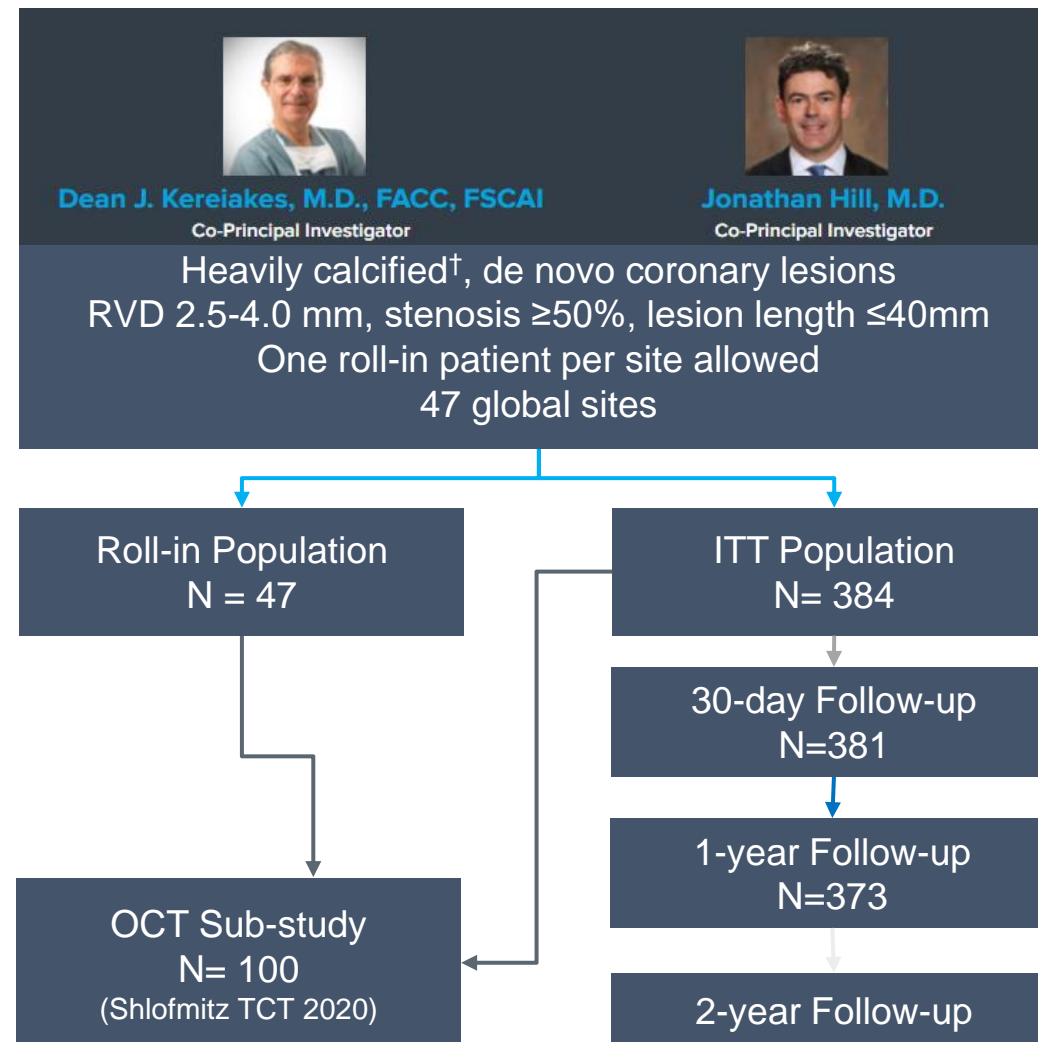 Dean J. Kereiakes, M.D., FACC, FSCAI
Co-Principal Investigator
Jonathan Hill, M.D.
Co-Principal Investigator
Heavily calcified†, de novo coronary lesions
RVD 2.5-4.0 mm, stenosis ≥50%, lesion length ≤40mm
One roll-in patient per site allowed
47 global sites
Roll-in Population
N = 47
ITT Population
N= 384
30-day Follow-up
N=381
1-year Follow-up
N=373
OCT Sub-study
N= 100
(Shlofmitz TCT 2020)
2-year Follow-up